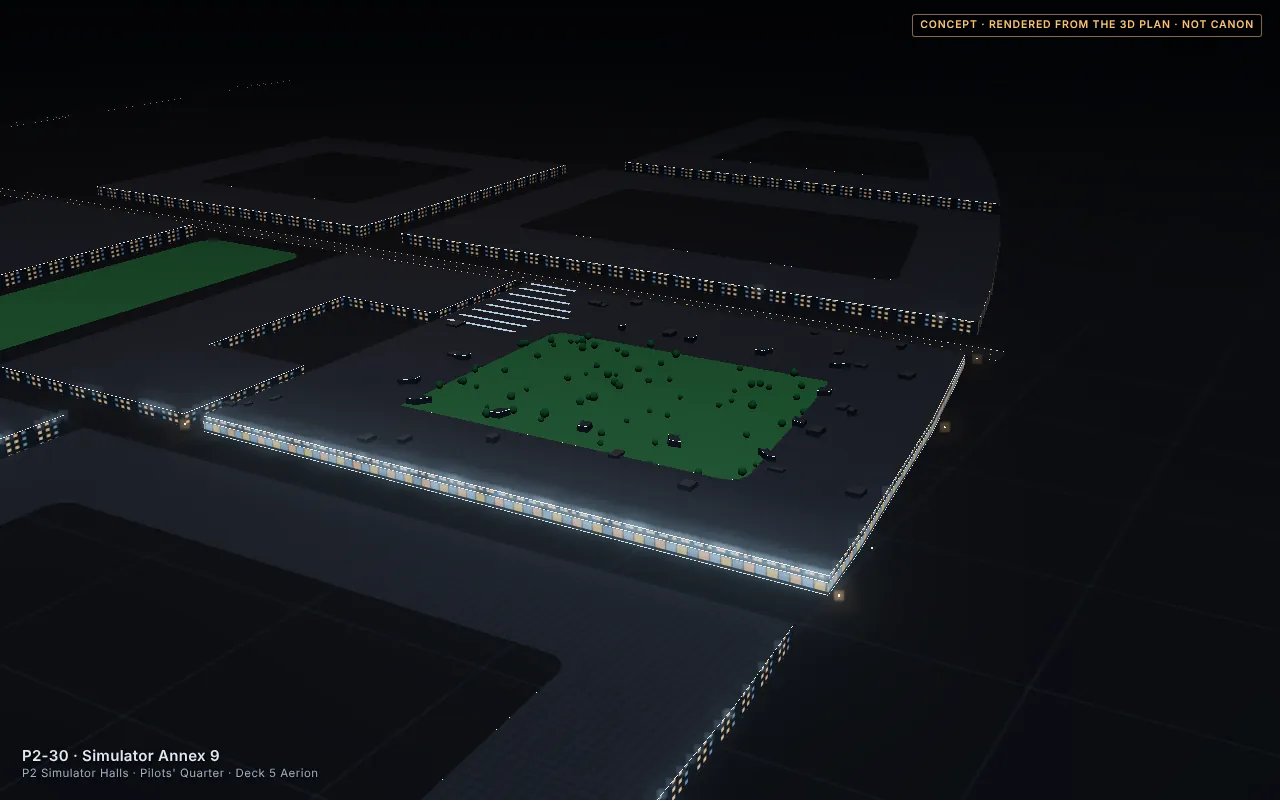 CONCEPT · RENDERED FROM THE 3D PLAN · NOT CANON
P2-30 · Simulator Annex 9
P2 Simulator Halls · Pilots' Quarter · Deck 5 Aerion